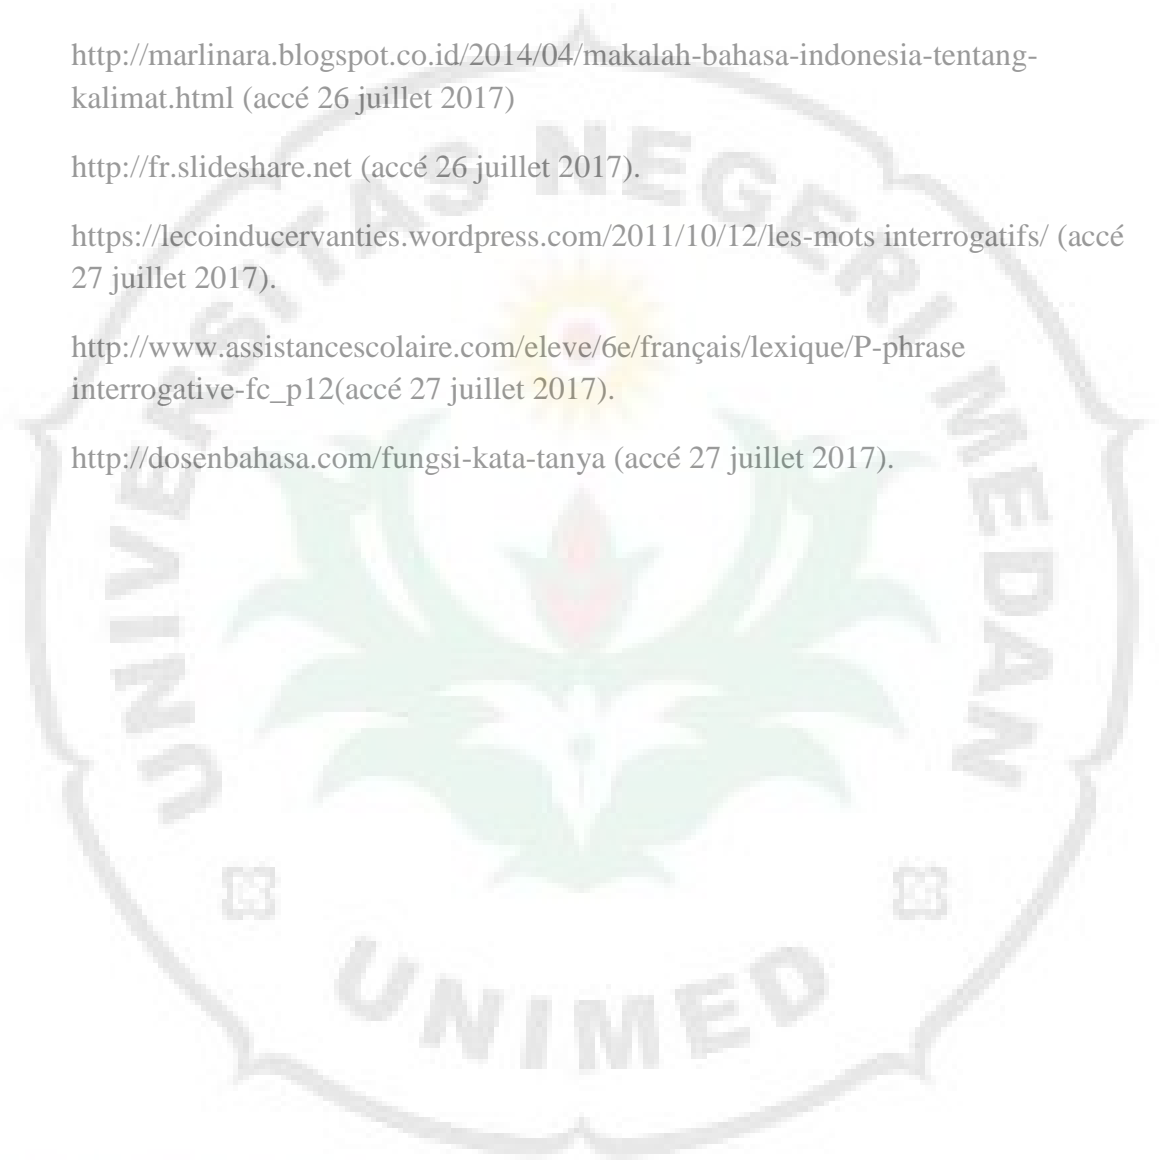 http://marlinara.blogspot.co.id/2014/04/makalah-bahasa-indonesia-tentang-
kalimat.html (accé 26 juillet 2017)
http://fr.slideshare.net (accé 26 juillet 2017).
https://lecoinducervanties.wordpress.com/2011/10/12/les-mots interrogatifs/ (accé
27 juillet 2017).
http://www.assistancescolaire.com/eleve/6e/français/lexique/P-phrase
interrogative-fc_p12(accé 27 juillet 2017).
http://dosenbahasa.com/fungsi-kata-tanya (accé 27 juillet 2017).
UNIVERSITAS NEGERI MEDAN
UNIMED